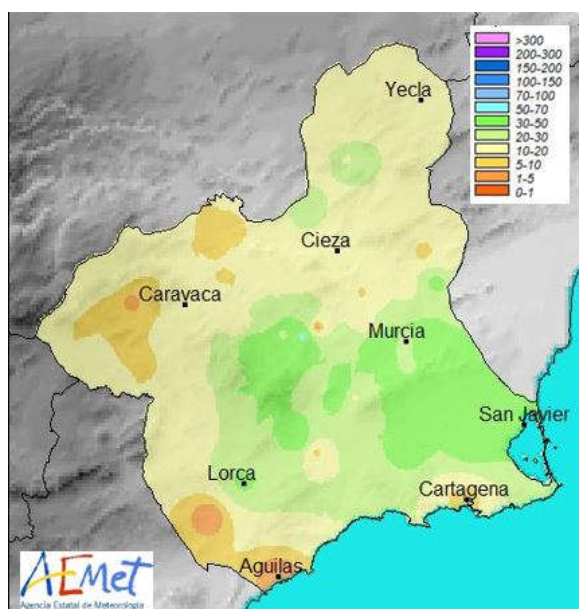 >300
200-300
150-200
100-150
70-100
50-70
30-50
20-30
10-20
5-10
1-5
0-1
Yecla
Cieza
Caravaca
Murcia
San Javier
Lorca
Cartagena
Aguilas
AEmet
Agencia Estatal de Meteorología